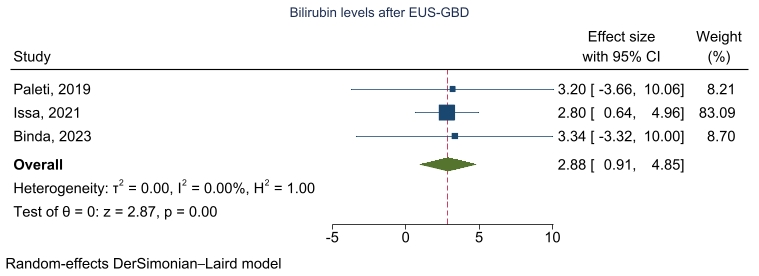 Bilirubin levels after EUS-GBD
Effect size Weight
Study with 95% CI (%)
Paleti, 2019 3.20 [ -3.66, 10.06] 8.21
Issa, 2021 2.80 [ 0.64, 4.96] 83.09
Binda, 2023 3.34 [ -3.32, 10.00] 8.70
Overall 2.88 [ 0.91, 4.85]
Heterogeneity: τ² = 0.00, I² = 0.00%, H² = 1.00
Test of θ = 0: z = 2.87, p = 0.00
-5 0 5 10
Random-effects DerSimonian–Laird model